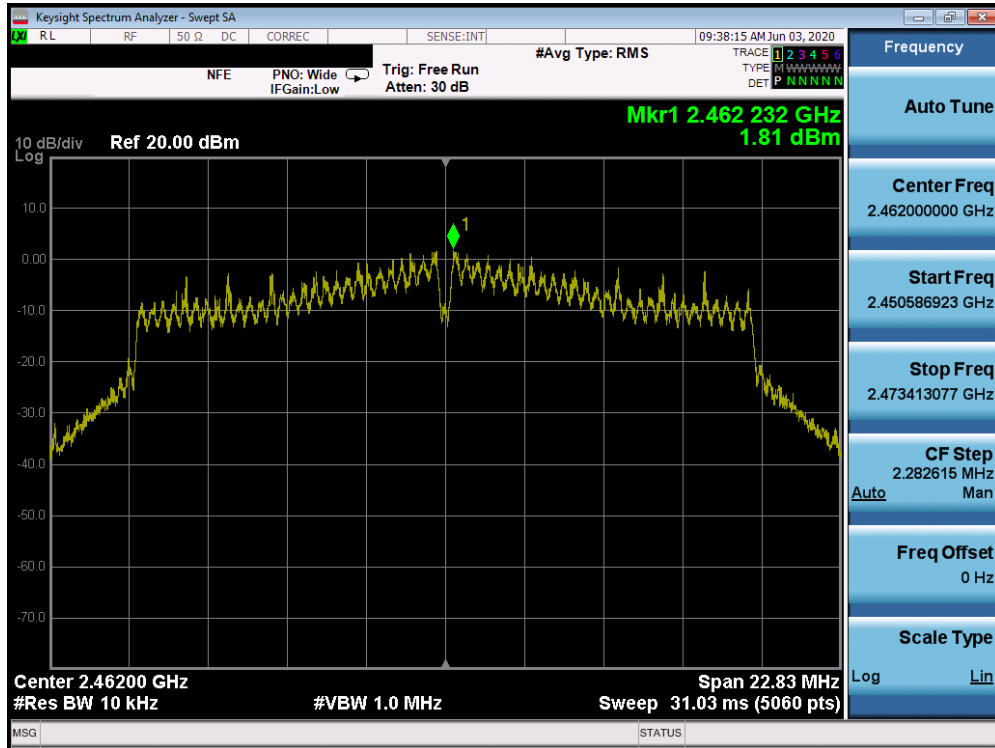 Keysight Spectrum Analyzer - Swept SA
LXI RL RF 50 Ω DC CORREC SENSE:INT 09:38:15 AM Jun 03, 2020
#Avg Type: RMS
TRACE 1 2 3 4 5 6
NFE PNO: Wide Trig: Free Run TYPE M W W W W W
IFGain:Low Atten: 30 dB DET P N N N N N
Mkr1 2.462 232 GHz
1.81 dBm
10 dB/div Ref 20.00 dBm
Log
1
10.0
0.00
-10.0
-20.0
-30.0
-40.0
-50.0
-60.0
-70.0
Center 2.46200 GHz Span 22.83 MHz
#Res BW 10 kHz #VBW 1.0 MHz Sweep 31.03 ms (5060 pts)
MSG STATUS
Frequency
Auto Tune
Center Freq
2.462000000 GHz
Start Freq
2.450586923 GHz
Stop Freq
2.473413077 GHz
CF Step
2.282615 MHz
Auto Man
Freq Offset
0 Hz
Scale Type
Log Lin